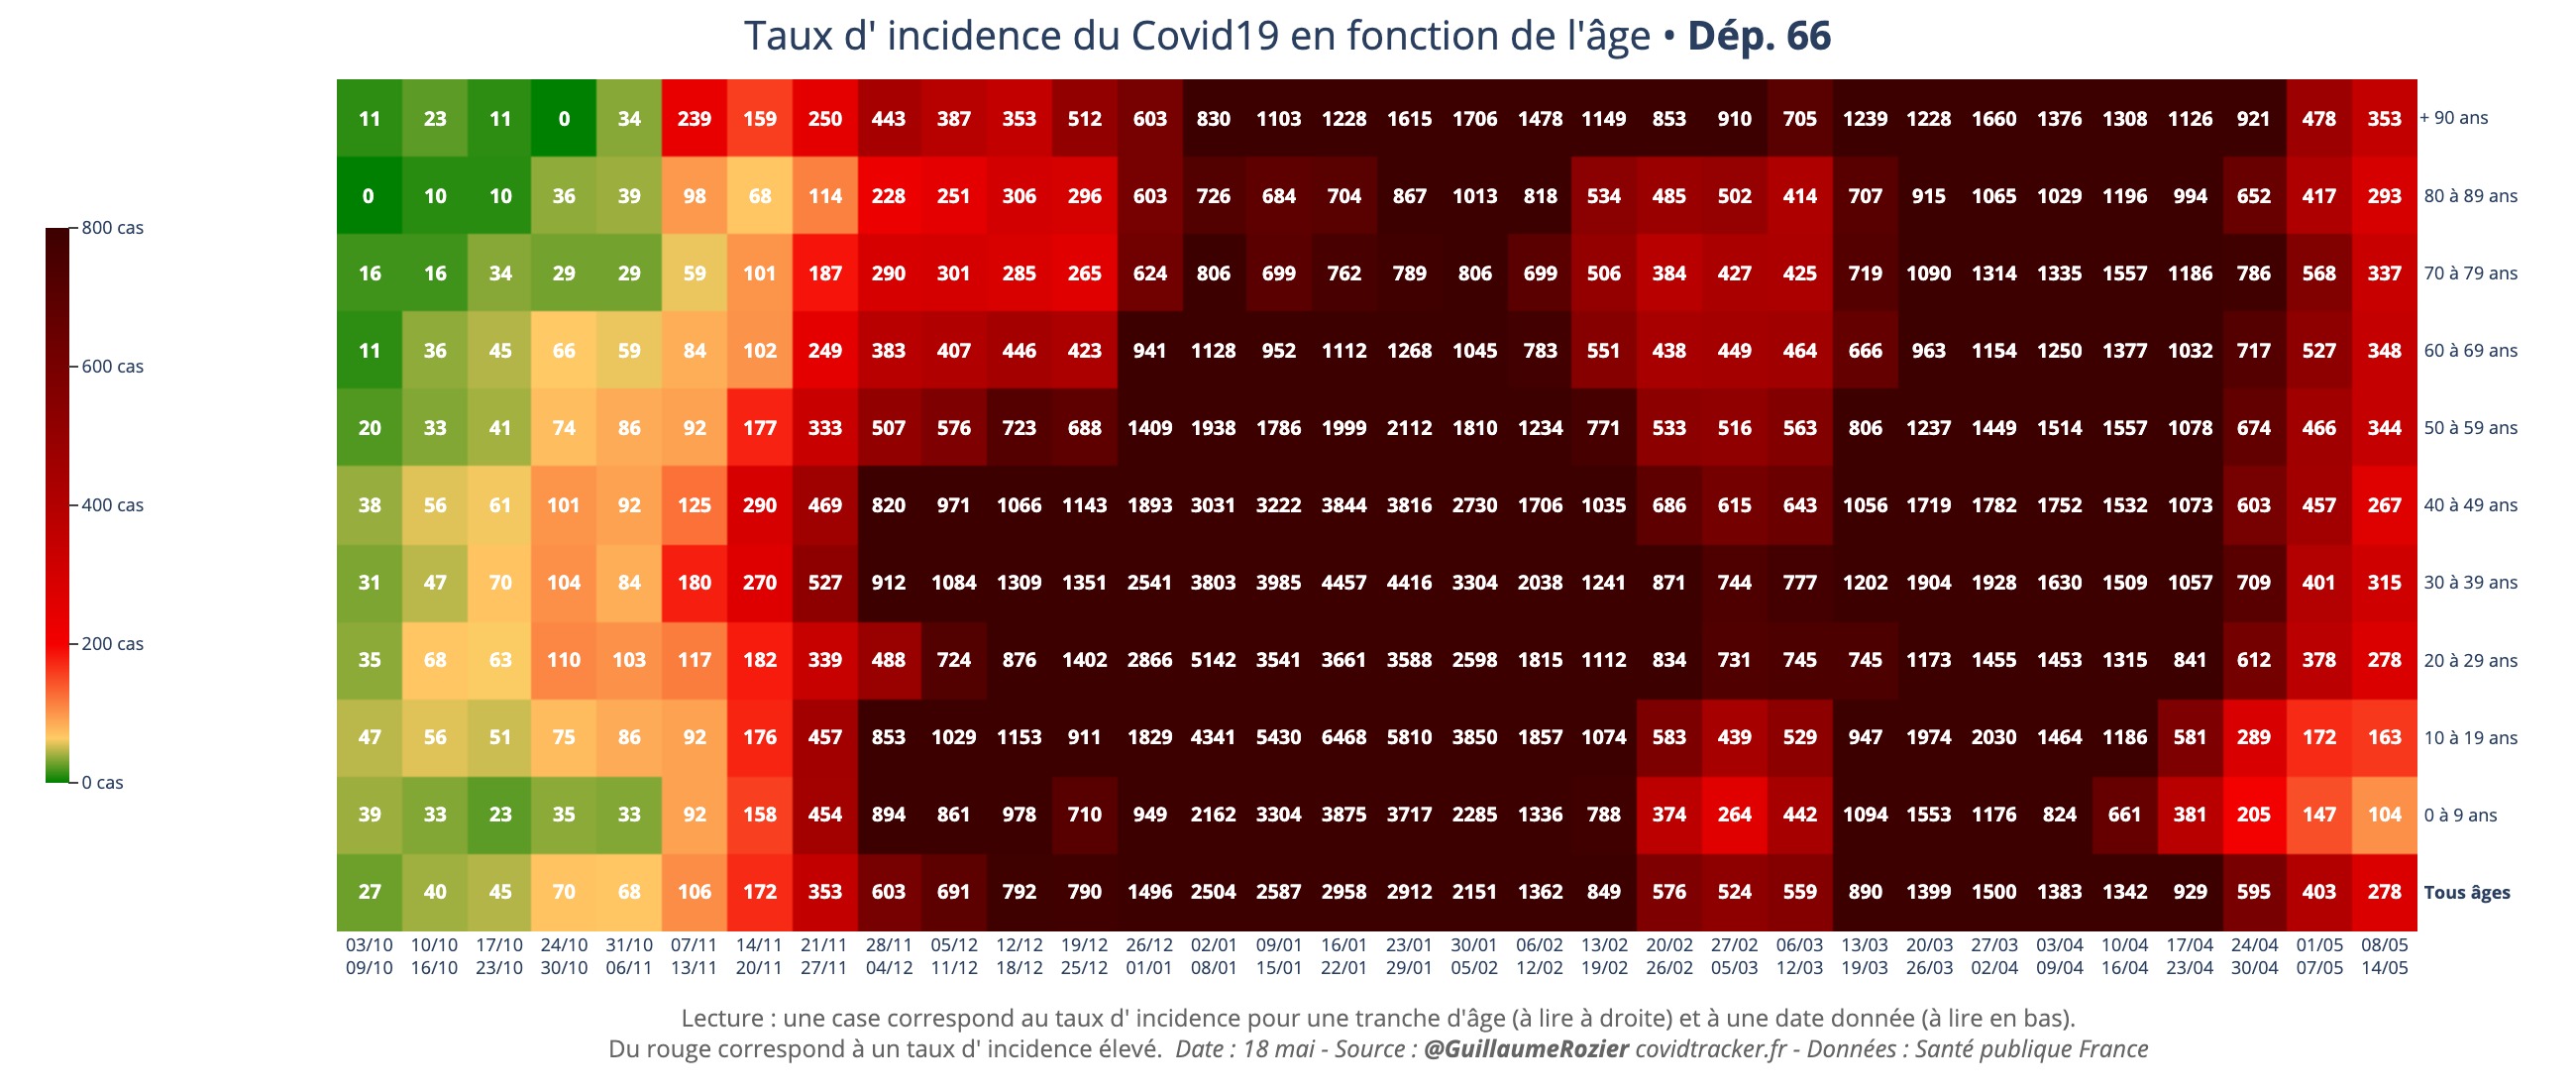 Taux d' incidence du Covid19 en fonction de l'âge • Dép. 66
800 cas
600 cas
400 cas
200 cas
0 cas
11 23 11 0 34 239 159 250 443 387 353 512 603 830 1103 1228 1615 1706 1478 1149 853 910 705 1239 1228 1660 1376 1308 1126 921 478 353 + 90 ans
0 10 10 36 39 98 68 114 228 251 306 296 603 726 684 704 867 1013 818 534 485 502 414 707 915 1065 1029 1196 994 652 417 293 80 à 89 ans
16 16 34 29 29 59 101 187 290 301 285 265 624 806 699 762 789 806 699 506 384 427 425 719 1090 1314 1335 1557 1186 786 568 337 70 à 79 ans
11 36 45 66 59 84 102 249 383 407 446 423 941 1128 952 1112 1268 1045 783 551 438 449 464 666 963 1154 1250 1377 1032 717 527 348 60 à 69 ans
20 33 41 74 86 92 177 333 507 576 723 688 1409 1938 1786 1999 2112 1810 1234 771 533 516 563 806 1237 1449 1514 1557 1078 674 466 344 50 à 59 ans
38 56 61 101 92 125 290 469 820 971 1066 1143 1893 3031 3222 3844 3816 2730 1706 1035 686 615 643 1056 1719 1782 1752 1532 1073 603 457 267 40 à 49 ans
31 47 70 104 84 180 270 527 912 1084 1309 1351 2541 3803 3985 4457 4416 3304 2038 1241 871 744 777 1202 1904 1928 1630 1509 1057 709 401 315 30 à 39 ans
35 68 63 110 103 117 182 339 488 724 876 1402 2866 5142 3541 3661 3588 2598 1815 1112 834 731 745 745 1173 1455 1453 1315 841 612 378 278 20 à 29 ans
47 56 51 75 86 92 176 457 853 1029 1153 911 1829 4341 5430 6468 5810 3850 1857 1074 583 439 529 947 1974 2030 1464 1186 581 289 172 163 10 à 19 ans
39 33 23 35 33 92 158 454 894 861 978 710 949 2162 3304 3875 3717 2285 1336 788 374 264 442 1094 1553 1176 824 661 381 205 147 104 0 à 9 ans
27 40 45 70 68 106 172 353 603 691 792 790 1496 2504 2587 2958 2912 2151 1362 849 576 524 559 890 1399 1500 1383 1342 929 595 403 278 Tous âges
03/10 10/10 17/10 24/10 31/10 07/11 14/11 21/11 28/11 05/12 12/12 19/12 26/12 02/01 09/01 16/01 23/01 30/01 06/02 13/02 20/02 27/02 06/03 13/03 20/03 27/03 03/04 10/04 17/04 24/04 01/05 08/05
09/10 16/10 23/10 30/10 06/11 13/11 20/11 27/11 04/12 11/12 18/12 25/12 01/01 08/01 15/01 22/01 29/01 05/02 12/02 19/02 26/02 05/03 12/03 19/03 26/03 02/04 09/04 16/04 23/04 30/04 07/05 14/05
Lecture : une case correspond au taux d' incidence pour une tranche d'âge (à lire à droite) et à une date donnée (à lire en bas).
Du rouge correspond à un taux d' incidence élevé. Date : 18 mai - Source : @GuillaumeRozier covidtracker.fr - Données : Santé publique France